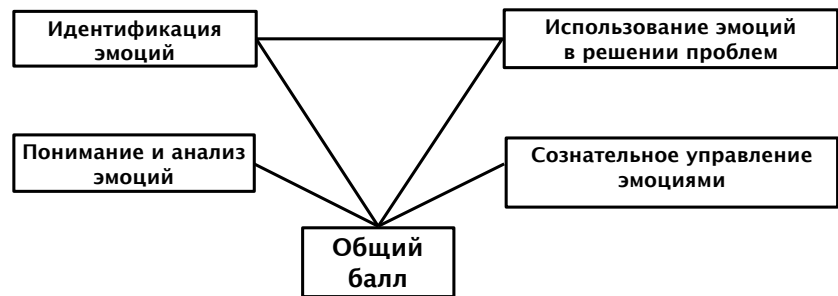 Идентификация
эмоций
Использование эмоций
в решении проблем
Понимание и анализ
эмоций
Сознательное управление
эмоциями
Общий
балл